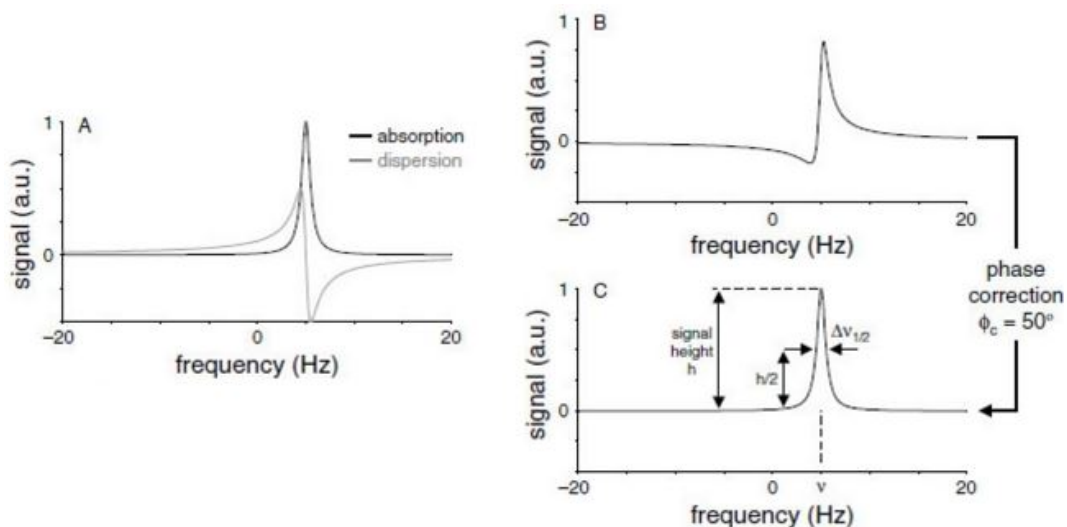 A
1
signal (a.u.)
0
absorption
dispersion
–20
0
20
frequency (Hz)
B
1
signal (a.u.)
0
–20
0
20
frequency (Hz)
phase
correction
ϕc = 50°
C
1
signal (a.u.)
0
signal
height
h
h/2
Δν1/2
–20
0
ν
20
frequency (Hz)